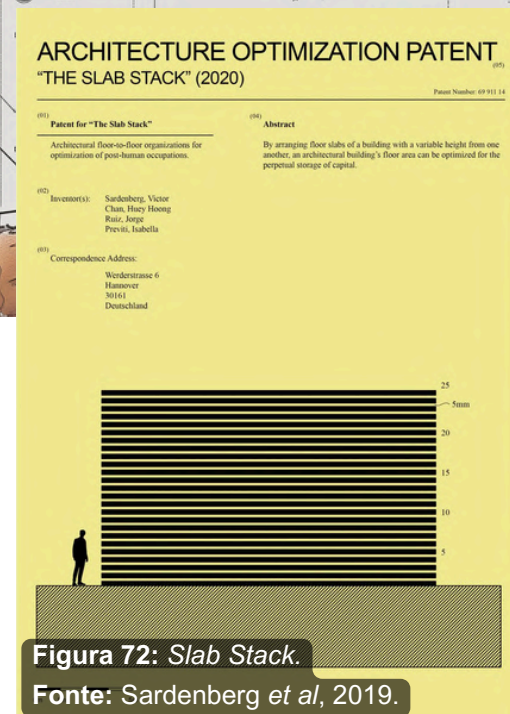 ARCHITECTURE OPTIMIZATION PATENT
(05)
“THE SLAB STACK” (2020)
Patent Number: 69 911 14
(01)
Patent for “The Slab Stack”
Architectural floor-to-floor organizations for
optimization of post-human occupations.
(02)
Inventor(s): Sardenberg, Victor
Chan, Huey Hoong
Ruiz, Jorge
Previti, Isabella
(03)
Correspondence Address:
Werderstrasse 6
Hannover
30161
Deutschland
(04)
Abstract
By arranging floor slabs of a building with a variable height from one
another, an architectural building's floor area can be optimized for the
perpetual storage of capital.
25
5mm
20
15
10
5
Figura 72: Slab Stack.
Fonte: Sardenberg et al, 2019.